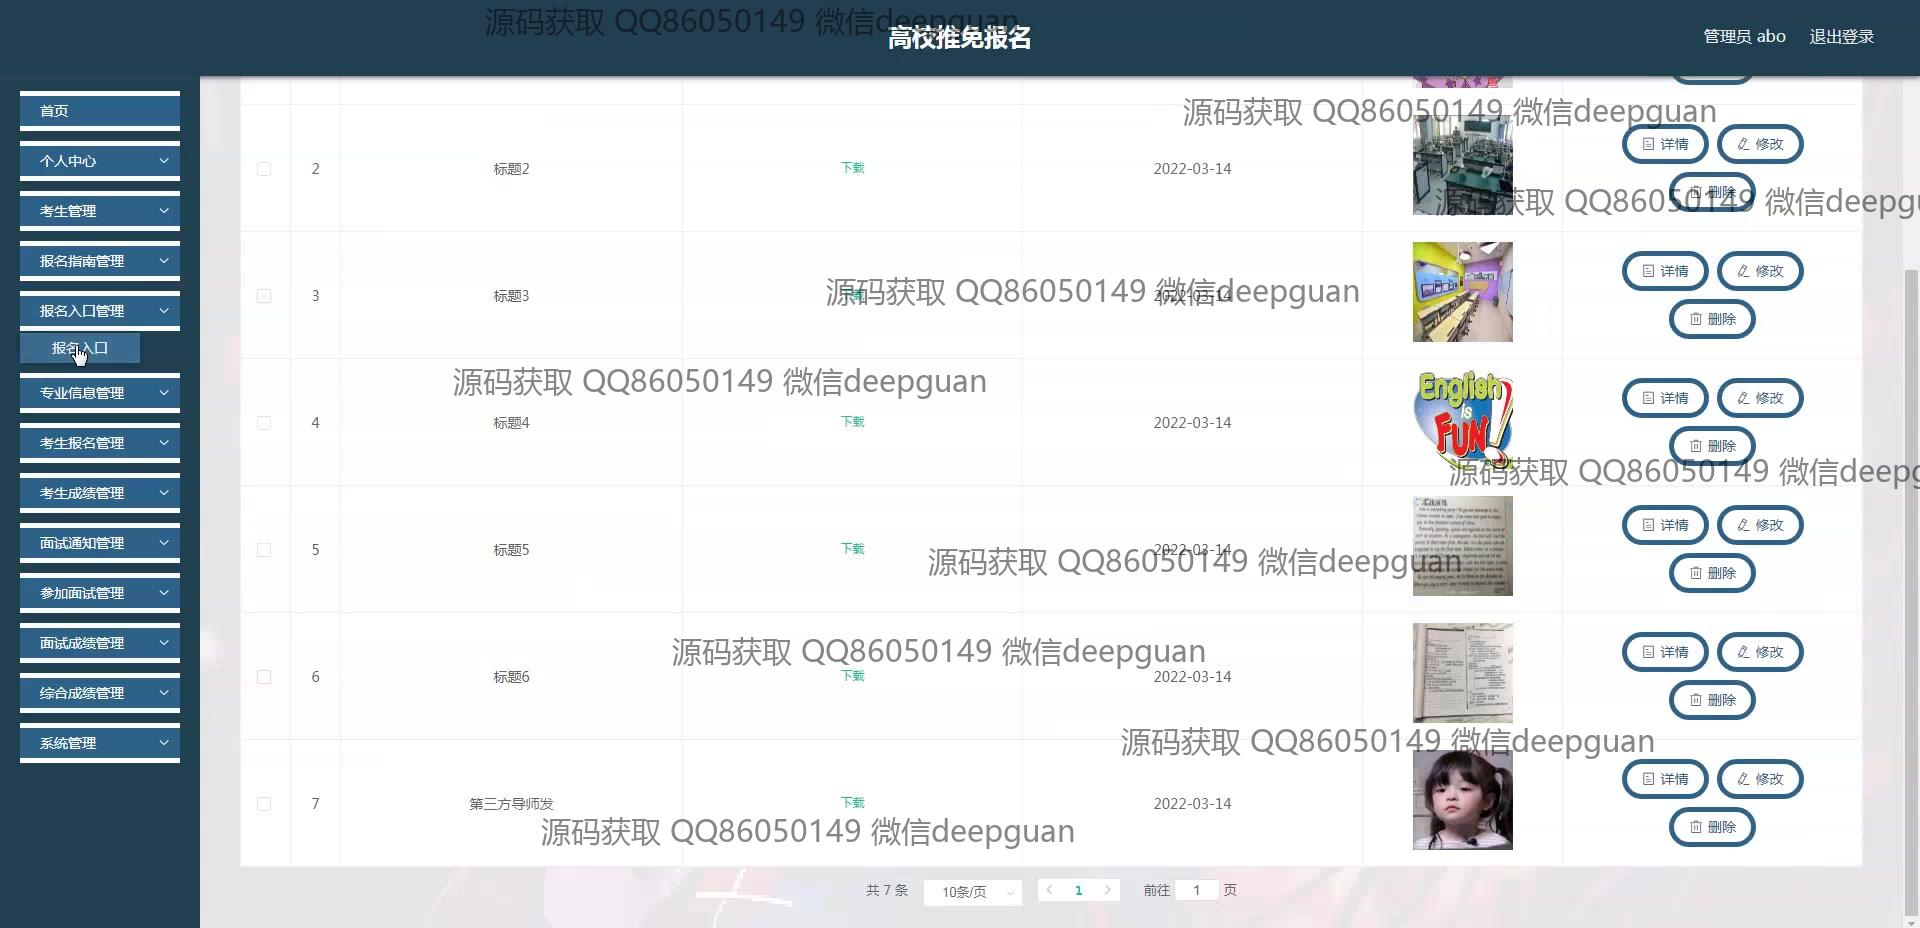 源码获取 QQ86050149 微信deepguan
高校推免报名
管理员 abo
退出登录
首页
个人中心
考生管理
报名指南管理
报名入口管理
报名入口
专业信息管理
考生报名管理
考生成绩管理
面试通知管理
参加面试管理
面试成绩管理
综合成绩管理
系统管理
源码获取 QQ86050149 微信deepguan
2 标题2 下载 2022-03-14 详情 修改
删除
源码获取 QQ86050149 微信deepgu
3 标题3 下载 2022-03-14 详情 修改
源码获取 QQ86050149 微信deepguan
删除
源码获取 QQ86050149 微信deepguan
4 标题4 下载 2022-03-14 详情 修改
English
is
FUN!
删除
源码获取 QQ86050149 微信deepg
5 标题5 下载 2022-03-14 详情 修改
源码获取 QQ86050149 微信deepguan
删除
源码获取 QQ86050149 微信deepguan
6 标题6 下载 2022-03-14 详情 修改
删除
源码获取 QQ86050149 微信deepguan
7 第三方导师发 下载 2022-03-14 详情 修改
删除
源码获取 QQ86050149 微信deepguan
共 7 条 10条/页 1 前往 1 页